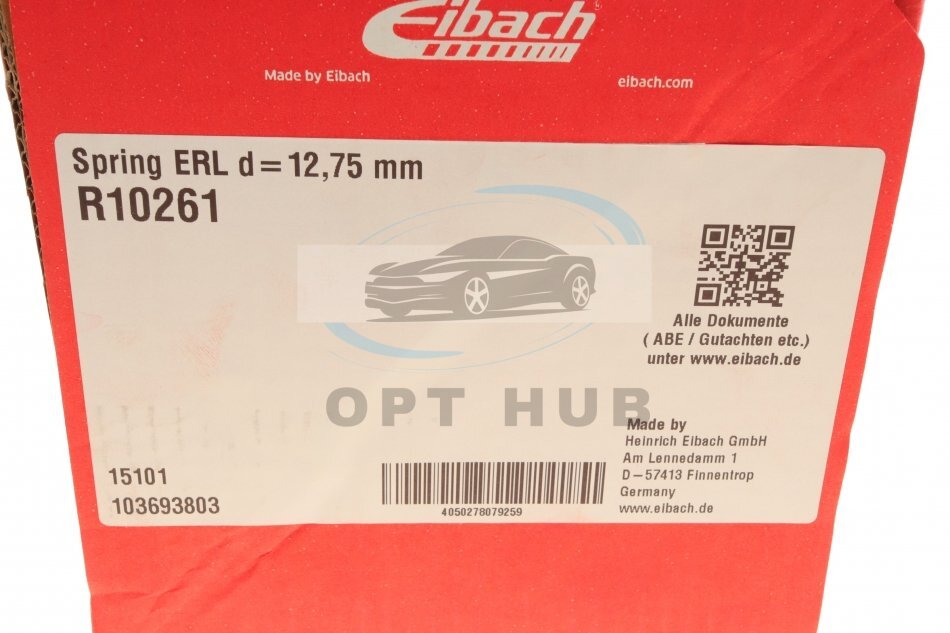 Eibach
Made by Eibach
eibach.com
Spring ERL d=12,75 mm
R10261
Alle Dokumente
( ABE / Gutachten etc.)
unter www.eibach.de
OPT HUB
Made by
Heinrich Eibach GmbH
Am Lennedamm 1
D-57413 Finnentrop
Germany
www.eibach.de
15101
103693803
4050278079259